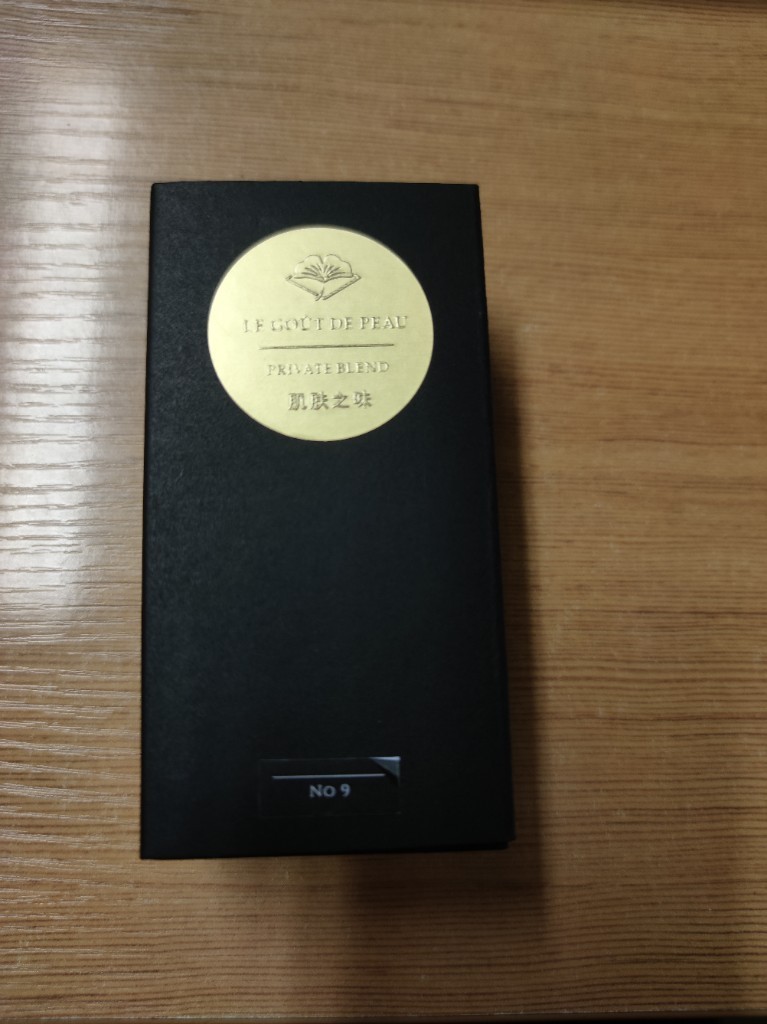 LE GOÛT DE PEAU
PRIVATE BLEND
肌肤之味
No 9